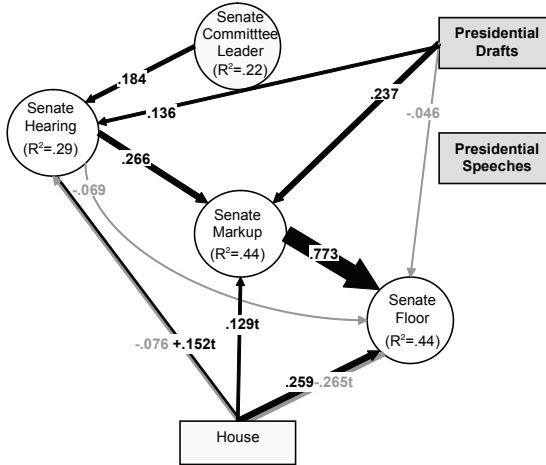 Senate
Committtee
Leader
(R²=.22)
Presidential
Drafts
.184
.136
.237
-.046
Senate
Hearing
(R²=.29)
Presidential
Speeches
.266
-.069
Senate
Markup
(R²=.44)
.773
Senate
Floor
(R²=.44)
.129t
-.076 +.152t
.259-.265t
House